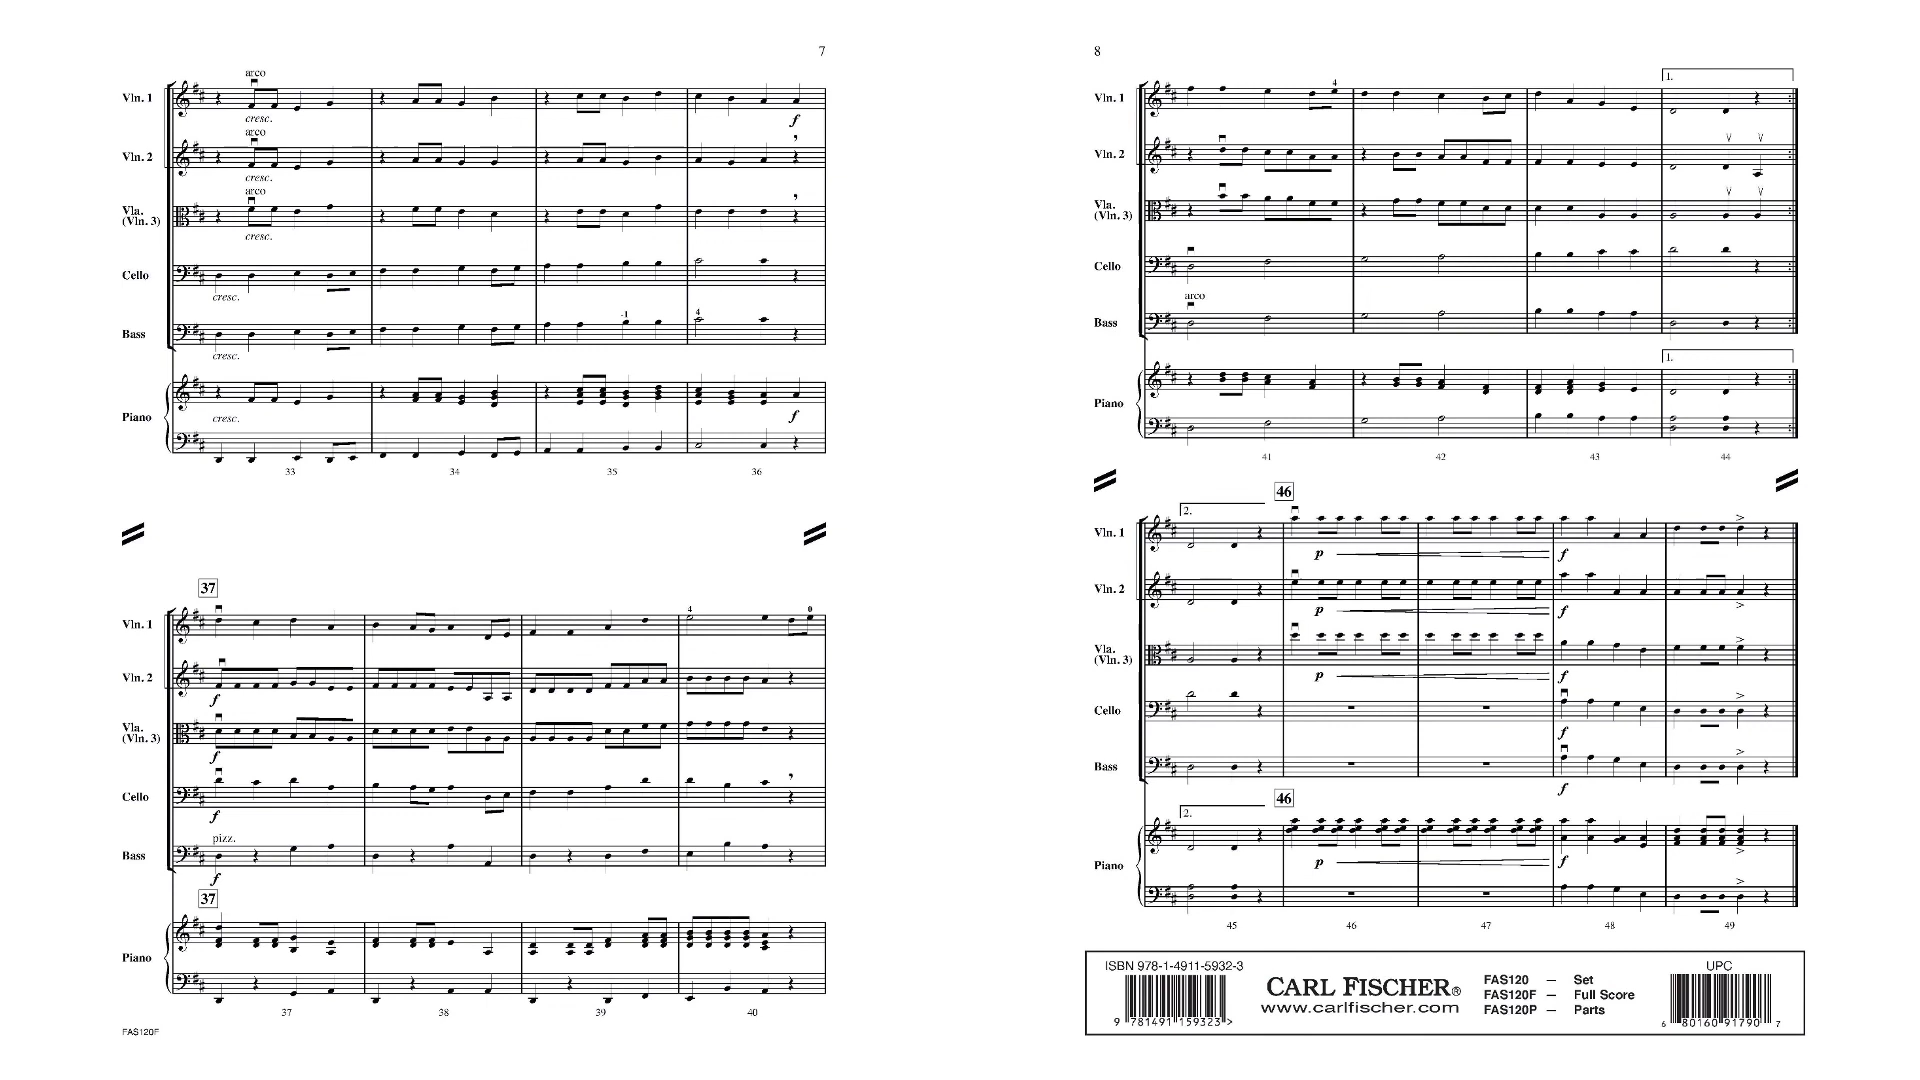 7
arco
Vln. 1
cresc.
f
arco
Vln. 2
cresc.
arco
Vla.
(Vln. 3)
cresc.
Cello
cresc.
-1
4
Bass
cresc.
Piano
cresc.
f
33 34 35 36
37
4 0
Vln. 1
Vln. 2
f
Vla.
(Vln. 3)
f
Cello
f
pizz.
Bass
f
37
Piano
37 38 39 40
FAS120F
8
1.
4
Vln. 1
Vln. 2
Vla.
(Vln. 3)
Cello
arco
Bass
1.
Piano
41 42 43 44
46
2.
Vln. 1
p f
Vln. 2
p f
Vla.
(Vln. 3)
p f
Cello
f
Bass
f
46
2.
Piano
p f
45 46 47 48 49
ISBN 978-1-4911-5932-3
9 781491 159323 >
CARL FISCHER®
www.carlfischer.com
FAS120 — Set
FAS120F — Full Score
FAS120P — Parts
UPC
6 80160 91790 7